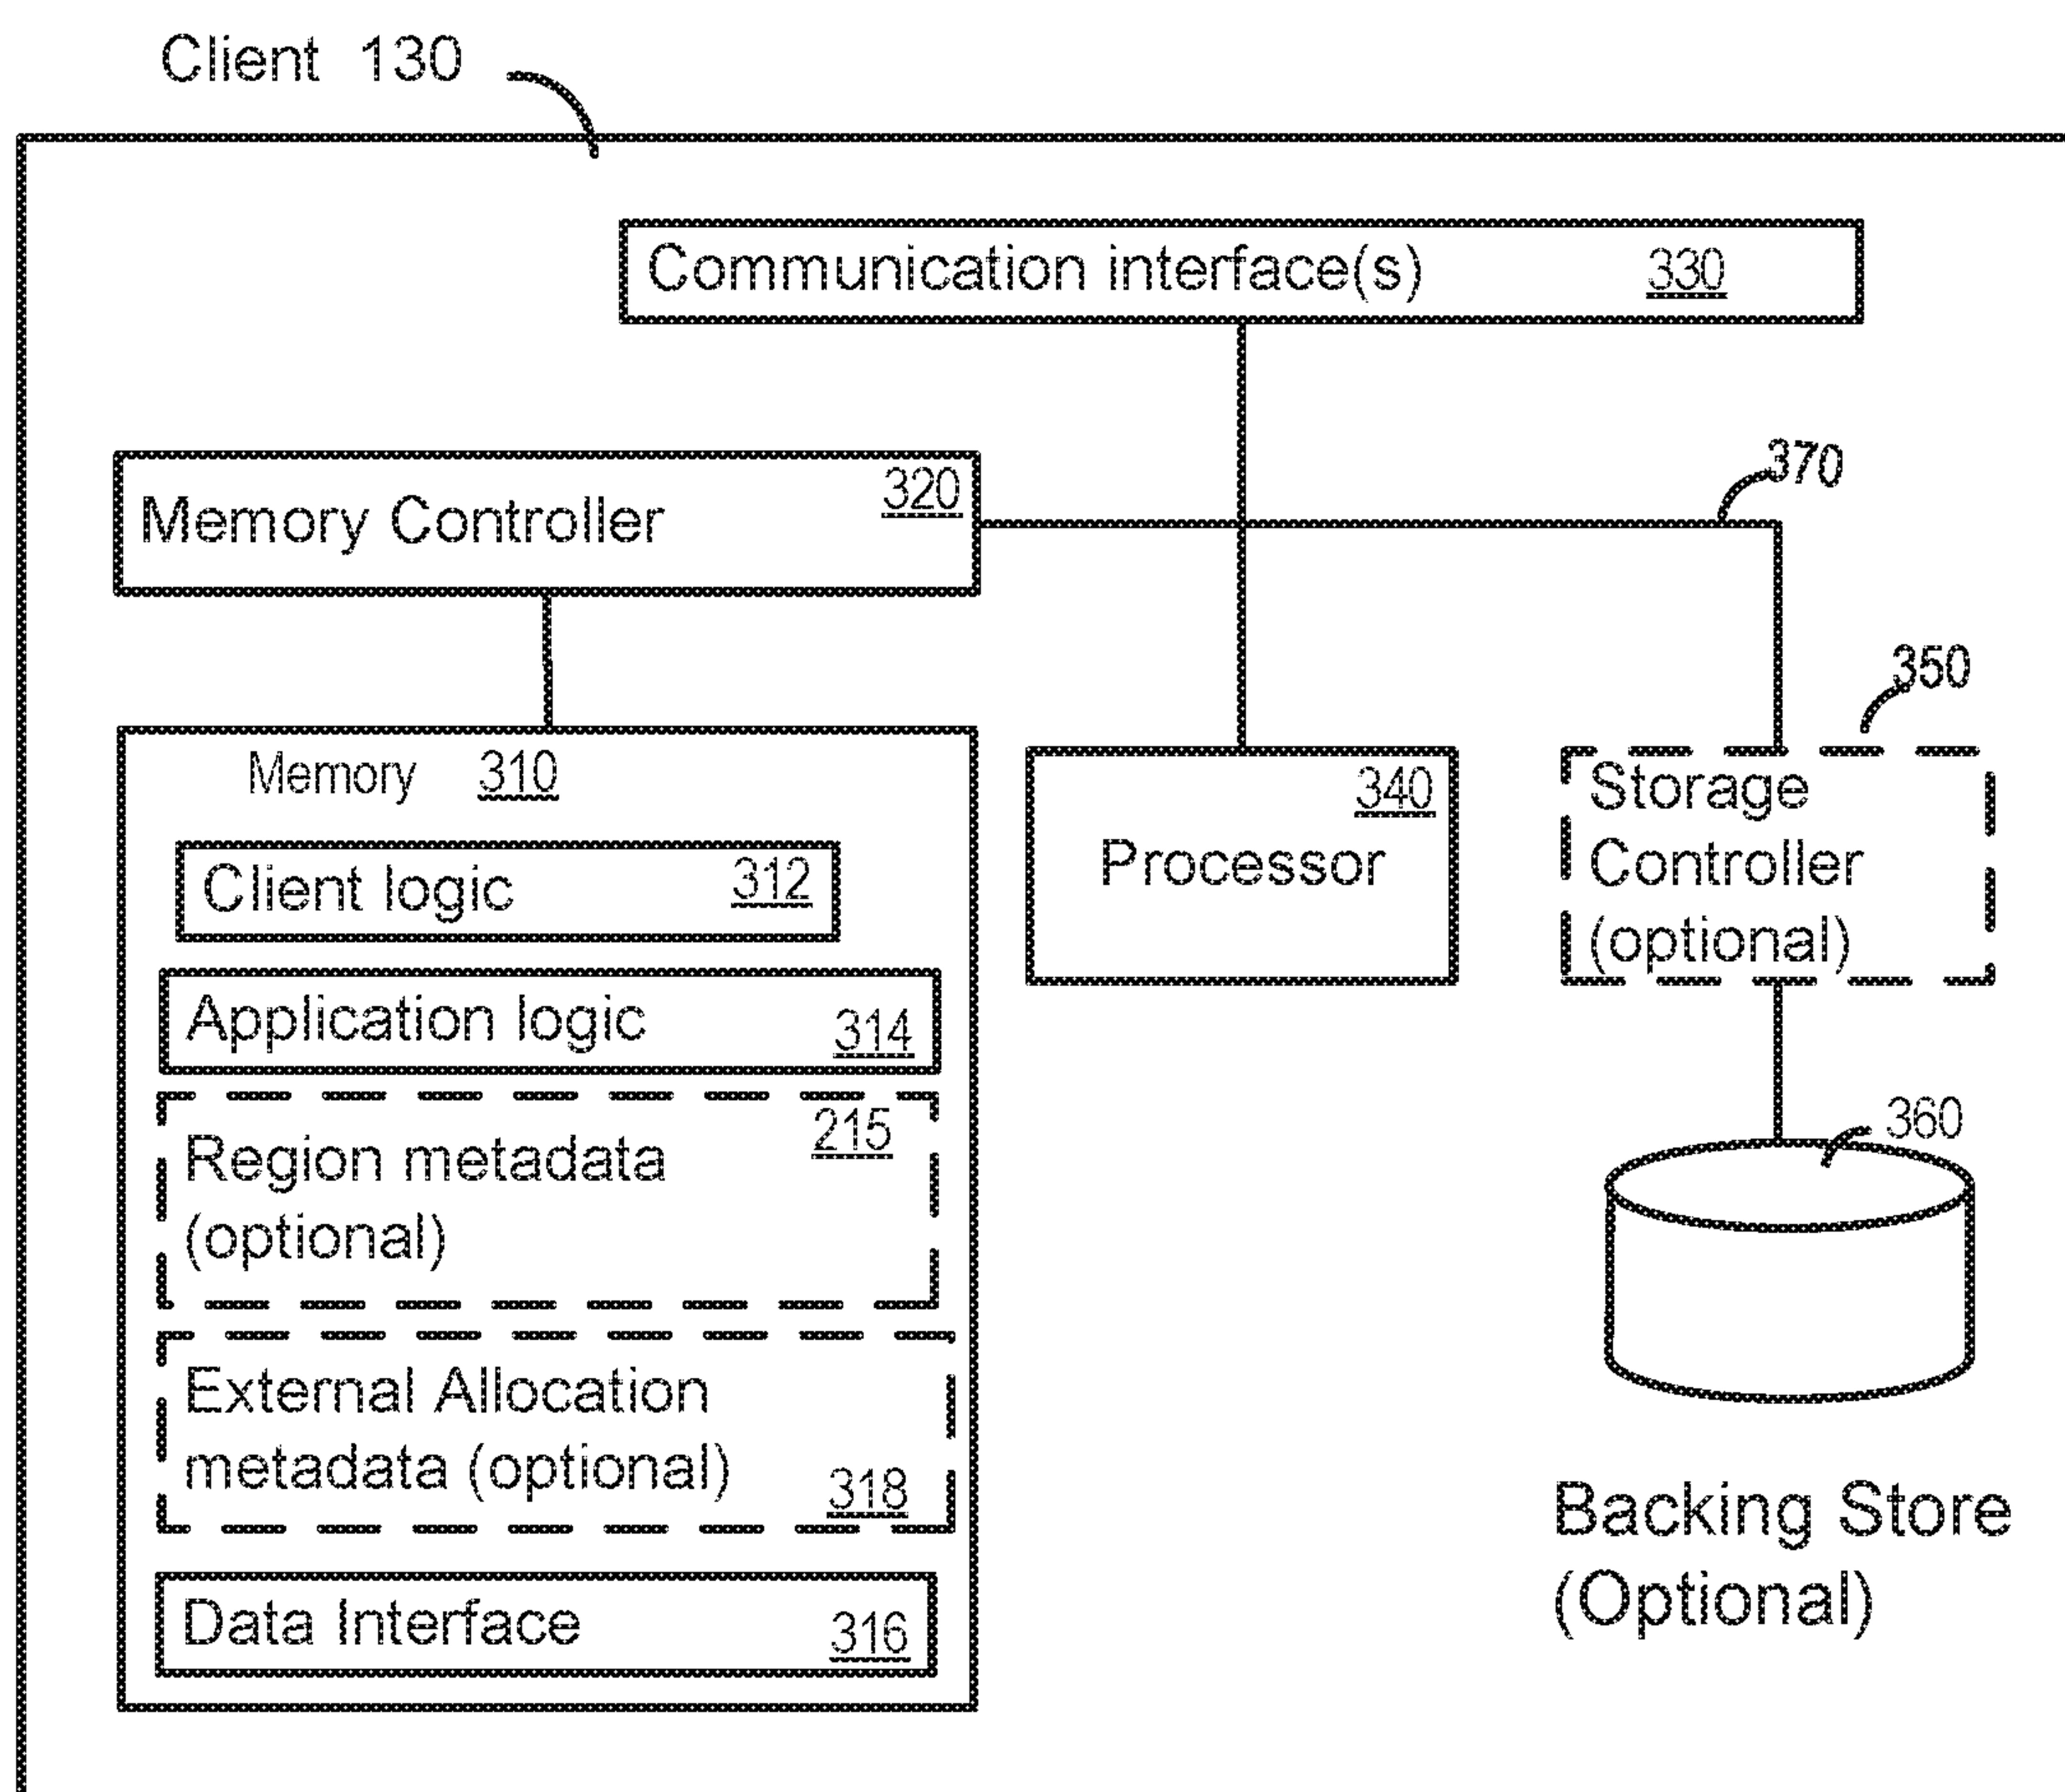 Client 130
Communication interface(s) 330
370
Memory Controller 320
350
Memory 310
Client logic 312
Application logic 314
Region metadata 215
(optional)
External Allocation
metadata (optional) 318
Data Interface 316
340
Processor
Storage
Controller
(optional)
360
Backing Store
(Optional)